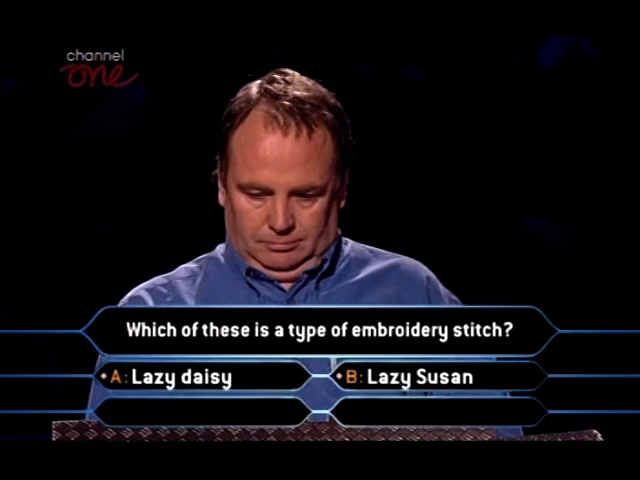 channel
one
Which of these is a type of embroidery stitch?
A: Lazy daisy
B: Lazy Susan